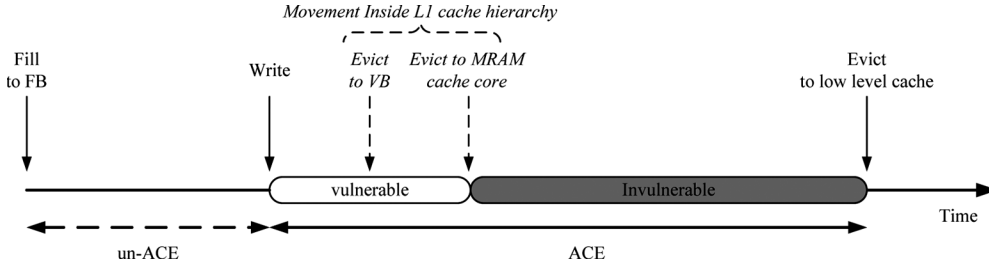 Movement Inside L1 cache hierarchy
Fill
to FB
Write
Evict
to VB
Evict to MRAM
cache core
Evict
to low level cache
vulnerable
Invulnerable
Time
un-ACE
ACE